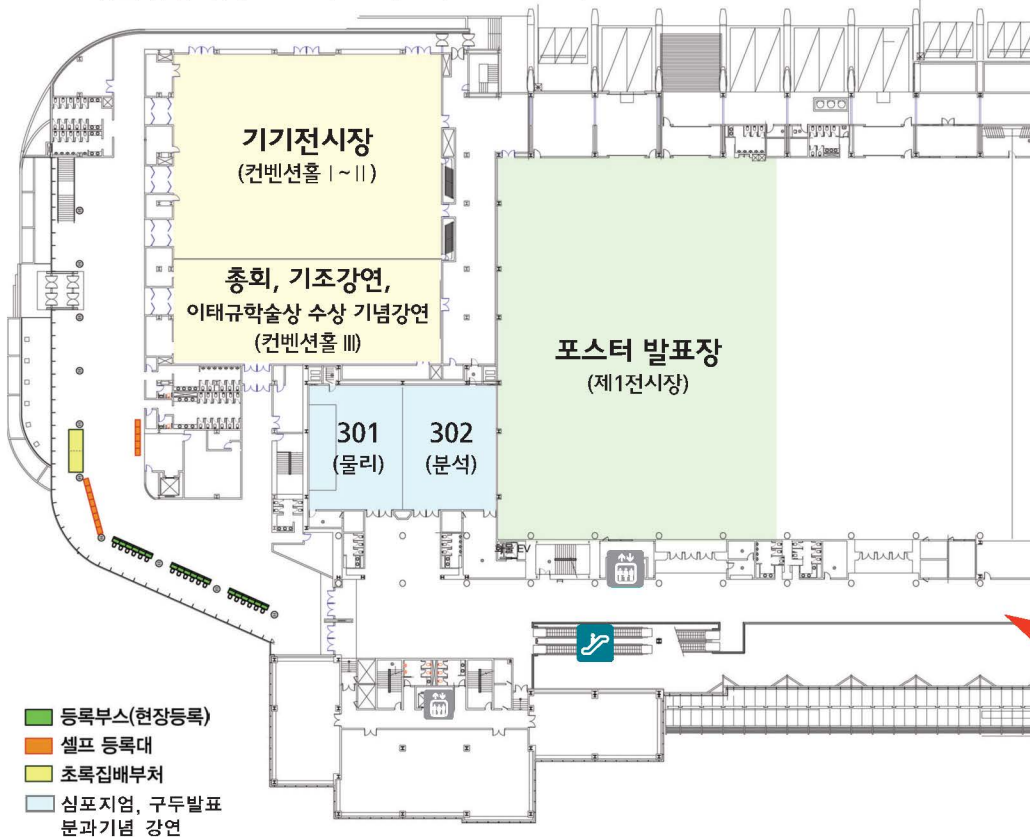 기기전시장
(컨벤션홀 Ⅰ~Ⅱ)
총회, 기조강연,
이태규학술상 수상 기념강연
(컨벤션홀 Ⅲ)
포스터 발표장
(제1전시장)
301
(물리)
302
(분석)
화물 EV
등록부스(현장등록)
셀프 등록대
초록집배부처
심포지엄, 구두발표
분과기념 강연